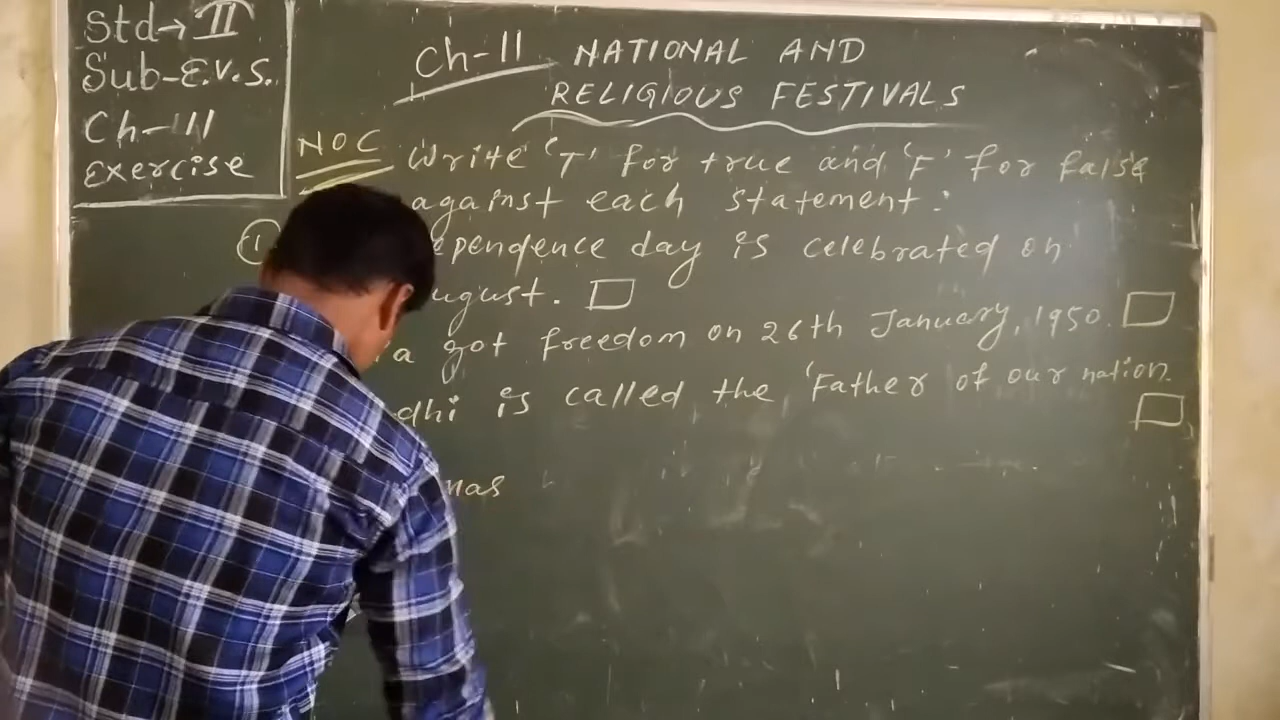 Std→II
Sub-E.V.S.
Ch-11
Exercise
Ch-11 NATIONAL AND
RELIGIOUS FESTIVALS
NOC Write 'T' for true and 'F' for false
against each statement:
① ependence day is celebrated on
ugust.
a got freedom on 26th January, 1950.
dhi is called the 'Father of our nation.
mas